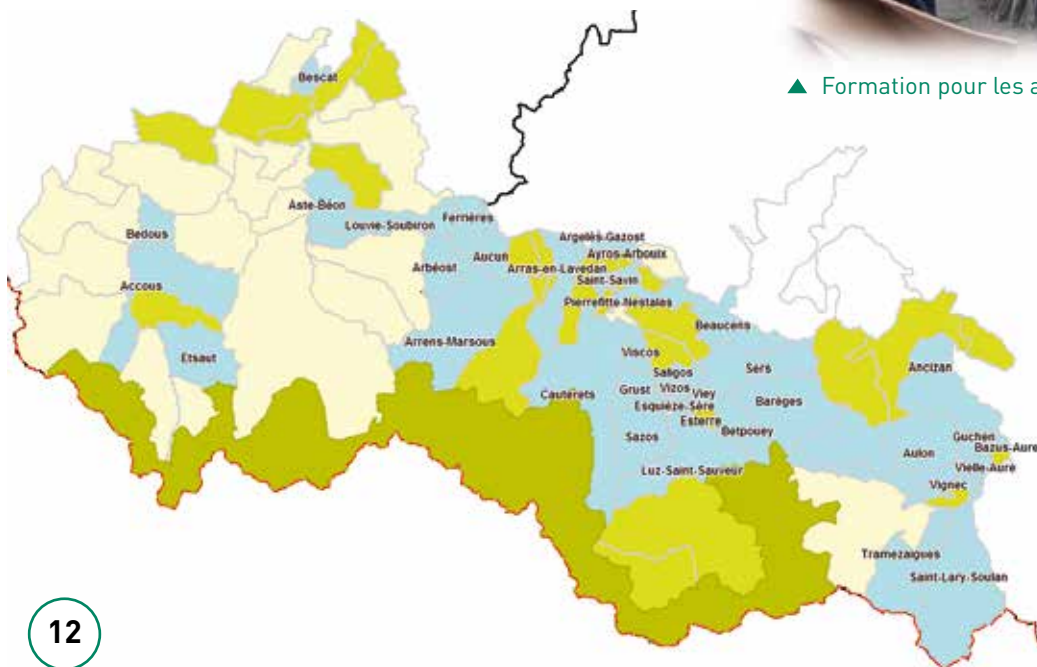 ▲ Formation pour les a
Bescat
Aste-Béon
Louvie-Soubiron
Ferrières
Bedous
Argelès-Gazost
Aucun
Ayros-Arbouix
Arbéost
Arras-en-Lavedan
Saint-Savin
Accous
Pierrefitte-Nestalas
Beaucens
Arrens-Marsous
Etsaut
Viscos
Saligos
Sers
Ancizan
Cauterets
Grust
Vizos
Viey
Barèges
Esquièze-Sère
Esterre
Betpouey
Sazos
Guchen
Bazus-Aure
Aulon
Luz-Saint-Sauveur
Vielle-Aure
Vignec
Tramezaïgues
Saint-Lary-Soulan
12